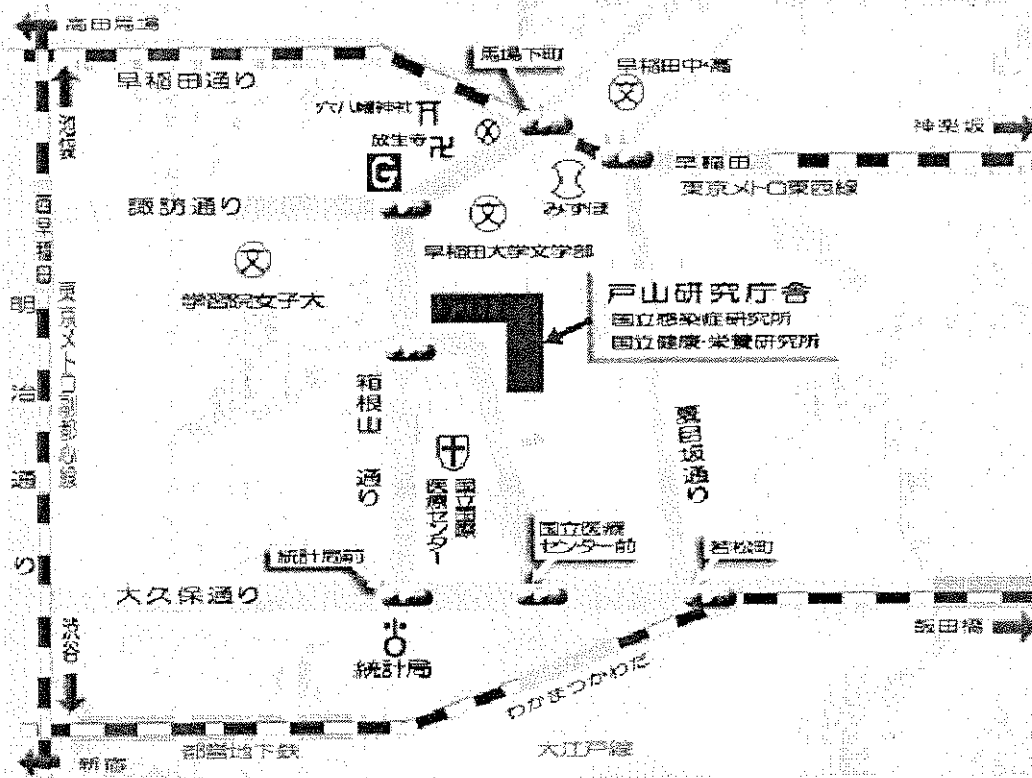 高田馬場
早稲田通り
馬場下町
早稲田中・高
穴八幡神社
放生寺
G
神楽坂
早稲田
東京メトロ東西線
みずほ
池袋
西早稲田
諏訪通り
文
早稲田大学文学部
文
学習院女子大
文
戸山研究庁舎
国立感染症研究所
国立健康・栄養研究所
明治通り
東京メトロ副都心線
箱根山通り
夏目坂通り
国立国際
医療センター
国立医療
センター前
統計局前
若松町
大久保通り
飯田橋
渋谷
統計局
わかまつかわだ
都営地下鉄
大江戸線
新宿